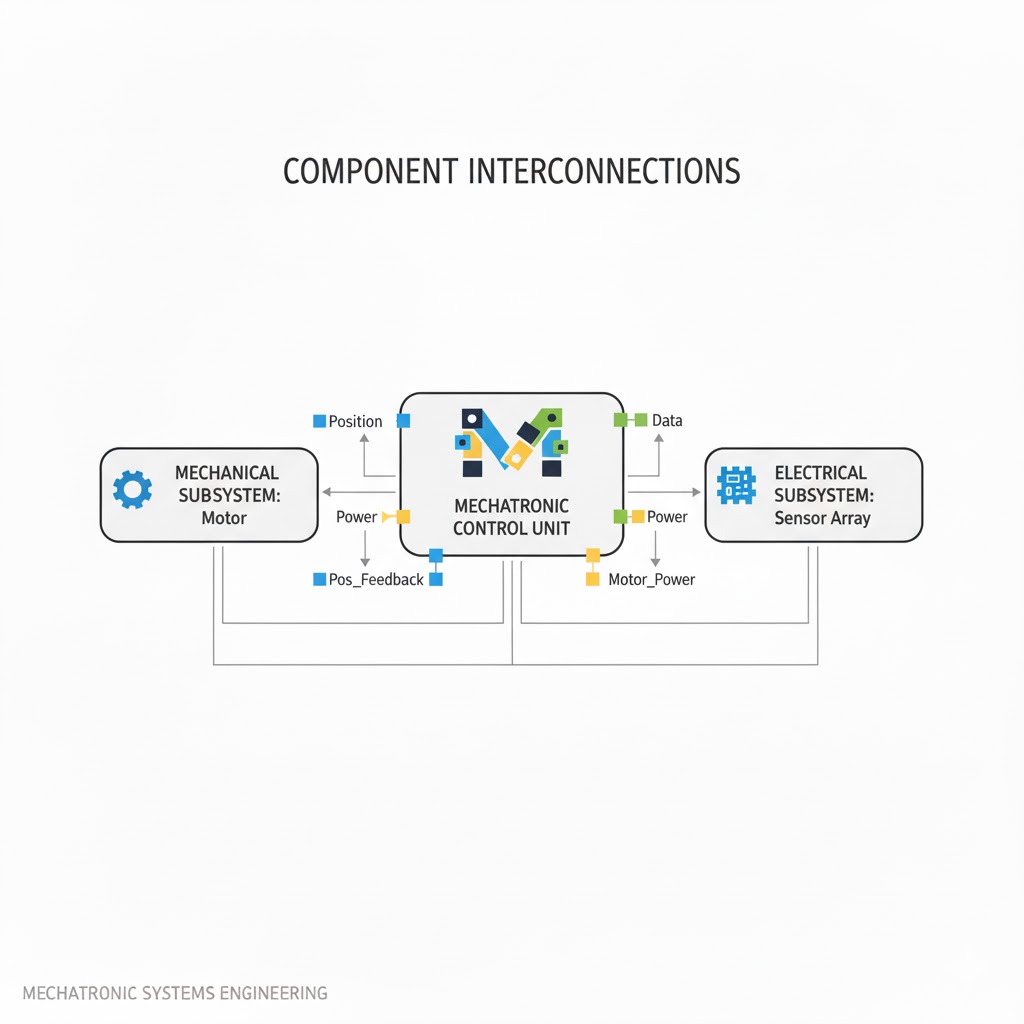 COMPONENT INTERCONNECTIONS
Position
Data
MECHANICAL
SUBSYSTEM:
Motor
MECHATRONIC
CONTROL UNIT
ELECTRICAL
SUBSYSTEM:
Sensor Array
Power
Power
Pos_Feedback
Motor_Power
MECHATRONIC SYSTEMS ENGINEERING